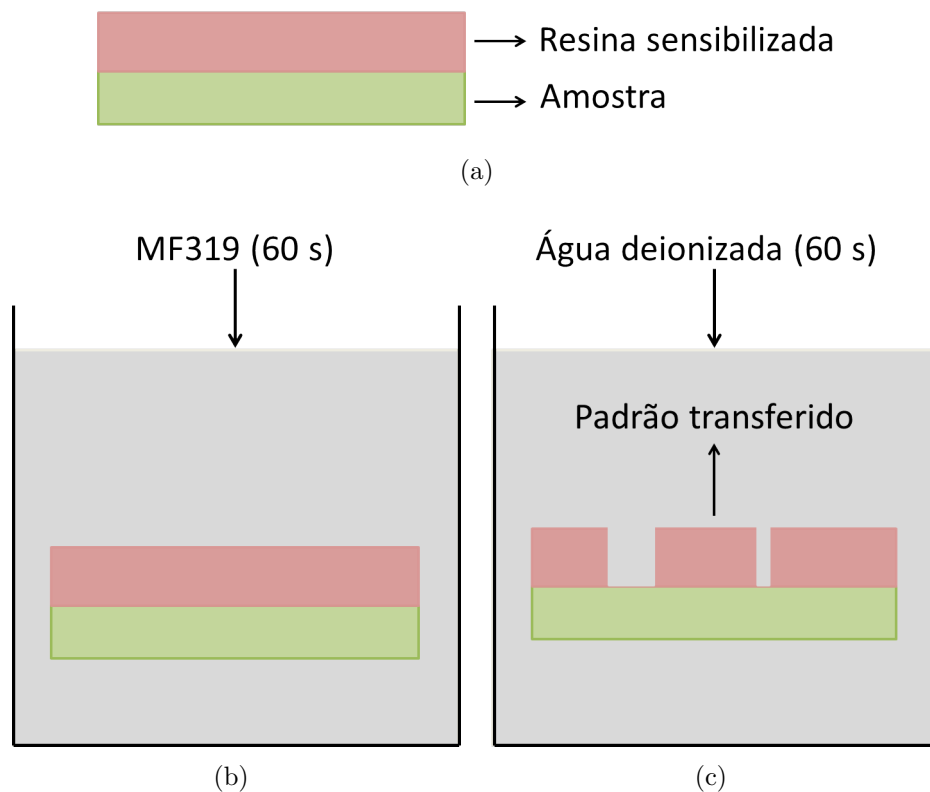 Resina sensibilizada
Amostra
(a)
MF319 (60 s)
Água deionizada (60 s)
Padrão transferido
(b)
(c)